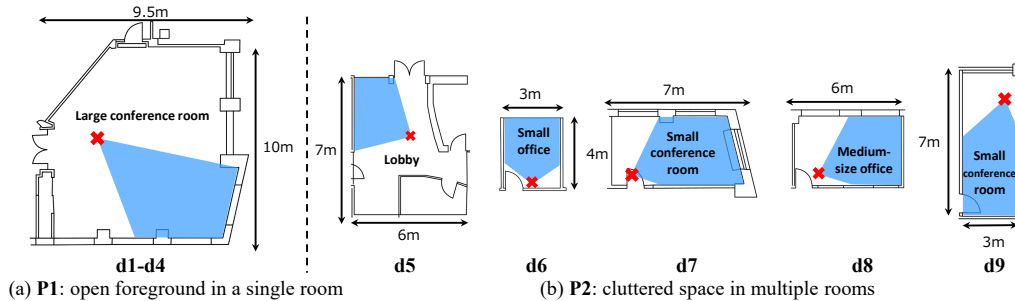 9.5m
Large conference room
10m
d1-d4
(a) P1: open foreground in a single room
7m
Lobby
6m
d5
3m
Small
office
4m
d6
7m
Small
conference
room
d7
6m
Medium-
size office
d8
7m
Small
conference
room
3m
d9
(b) P2: cluttered space in multiple rooms